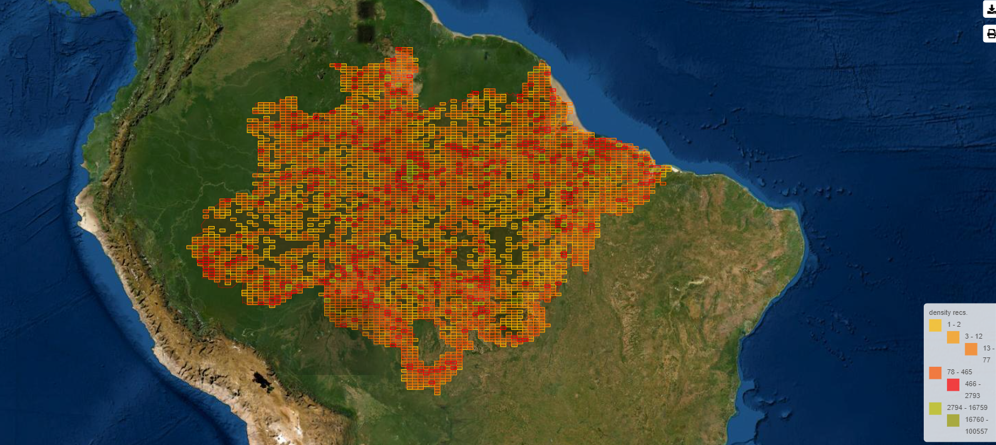 density recs.
1 - 2
3 - 12
13 -
77
78 - 465
466 -
2793
2794 - 16759
16760 -
100557